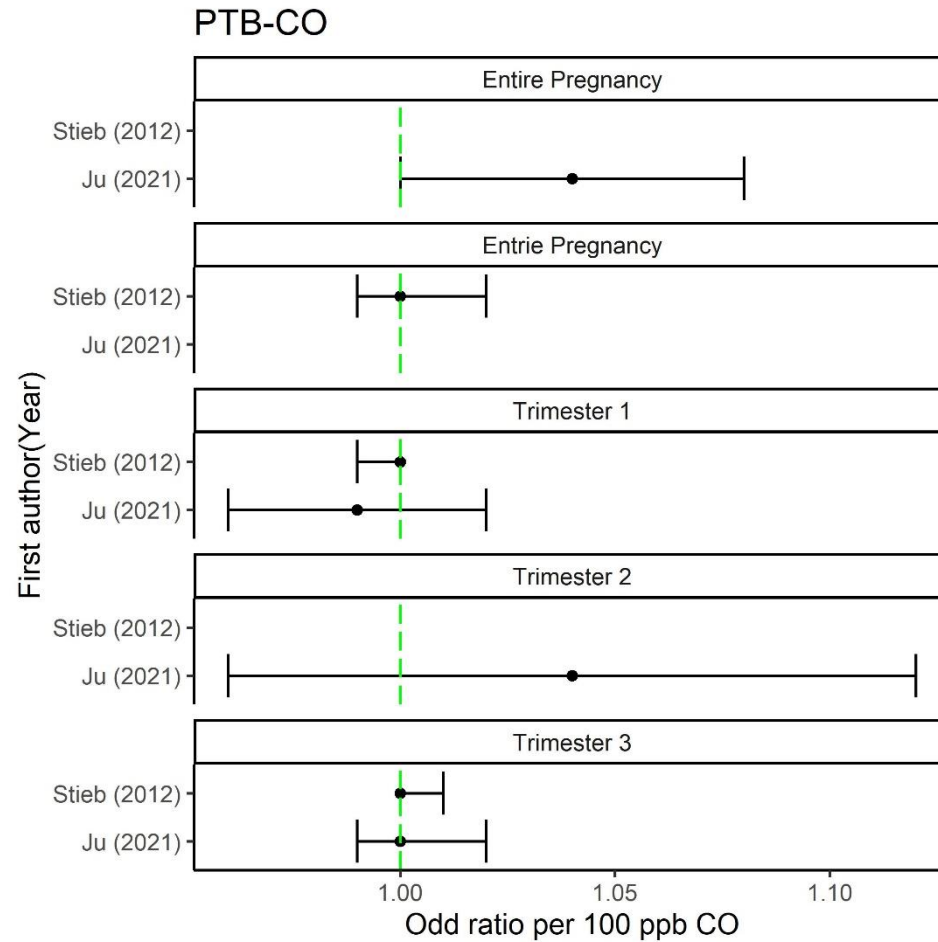 PTB-CO
Entire Pregnancy
Stieb (2012)
Ju (2021)
Entrie Pregnancy
Stieb (2012)
Ju (2021)
Trimester 1
Stieb (2012)
Ju (2021)
Trimester 2
Stieb (2012)
Ju (2021)
Trimester 3
Stieb (2012)
Ju (2021)
First author(Year)
1.00 1.05 1.10
Odd ratio per 100 ppb CO